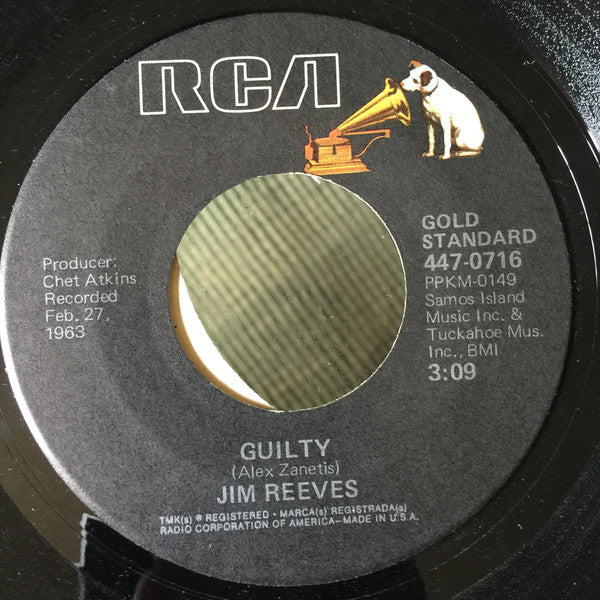 RCA
GOLD
STANDARD
447-0716
PPKM-0149
Samos Island
Music Inc. &
Tuckahoe Mus.
Inc., BMI
3:09
Producer:
Chet Atkins
Recorded
Feb. 27,
1963
GUILTY
(Alex Zanetis)
JIM REEVES
TMK(s) ® REGISTERED • MARCA(s) REGISTRADA(s)
RADIO CORPORATION OF AMERICA—MADE IN U.S.A.